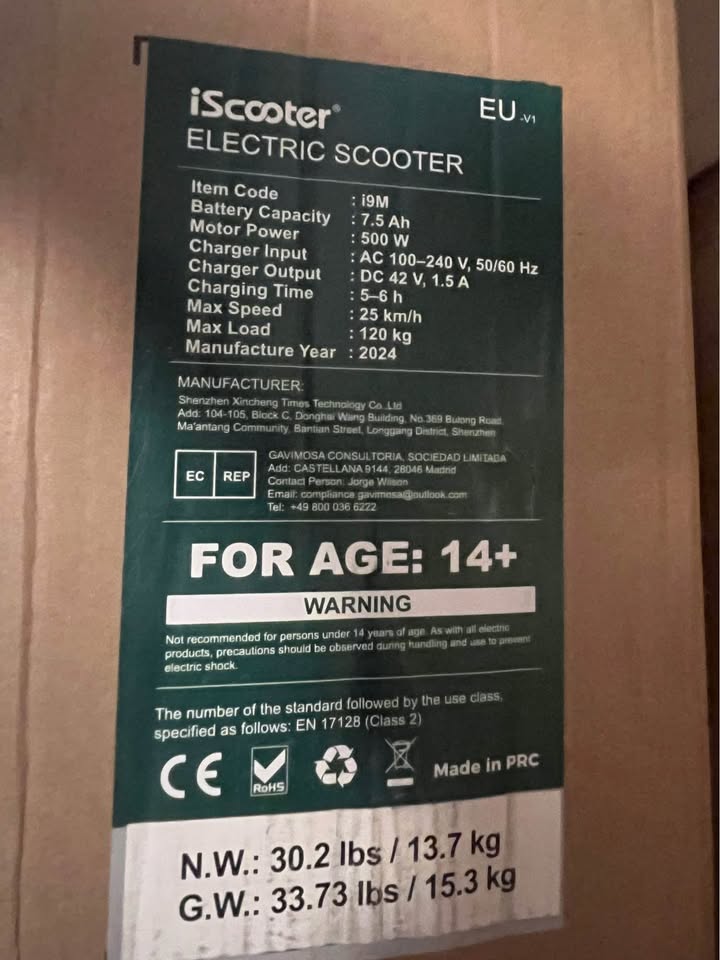 iScooter®
EU -V1
ELECTRIC SCOOTER
Item Code : i9M
Battery Capacity : 7.5 Ah
Motor Power : 500 W
Charger Input : AC 100–240 V, 50/60 Hz
Charger Output : DC 42 V, 1.5 A
Charging Time : 5–6 h
Max Speed : 25 km/h
Max Load : 120 kg
Manufacture Year : 2024
MANUFACTURER:
Shenzhen Xincheng Times Technology Co.,Ltd
Add: 104-105, Block C, Donghai Wang Building, No.369 Bulong Road,
Ma'antang Community, Bantian Street, Longgang District, Shenzhen
EC REP
GAVIMOSA CONSULTORIA, SOCIEDAD LIMITADA
Add: CASTELLANA 9144, 28046 Madrid
Contact Person: Jorge Wilson
Email: compliance.gavimosa@outlook.com
Tel: +49 800 036 6222
FOR AGE: 14+
WARNING
Not recommended for persons under 14 years of age. As with all electric
products, precautions should be observed during handling and use to prevent
electric shock.
The number of the standard followed by the use class,
specified as follows: EN 17128 (Class 2)
CE
RoHS
Made in PRC
N.W.: 30.2 lbs / 13.7 kg
G.W.: 33.73 lbs / 15.3 kg